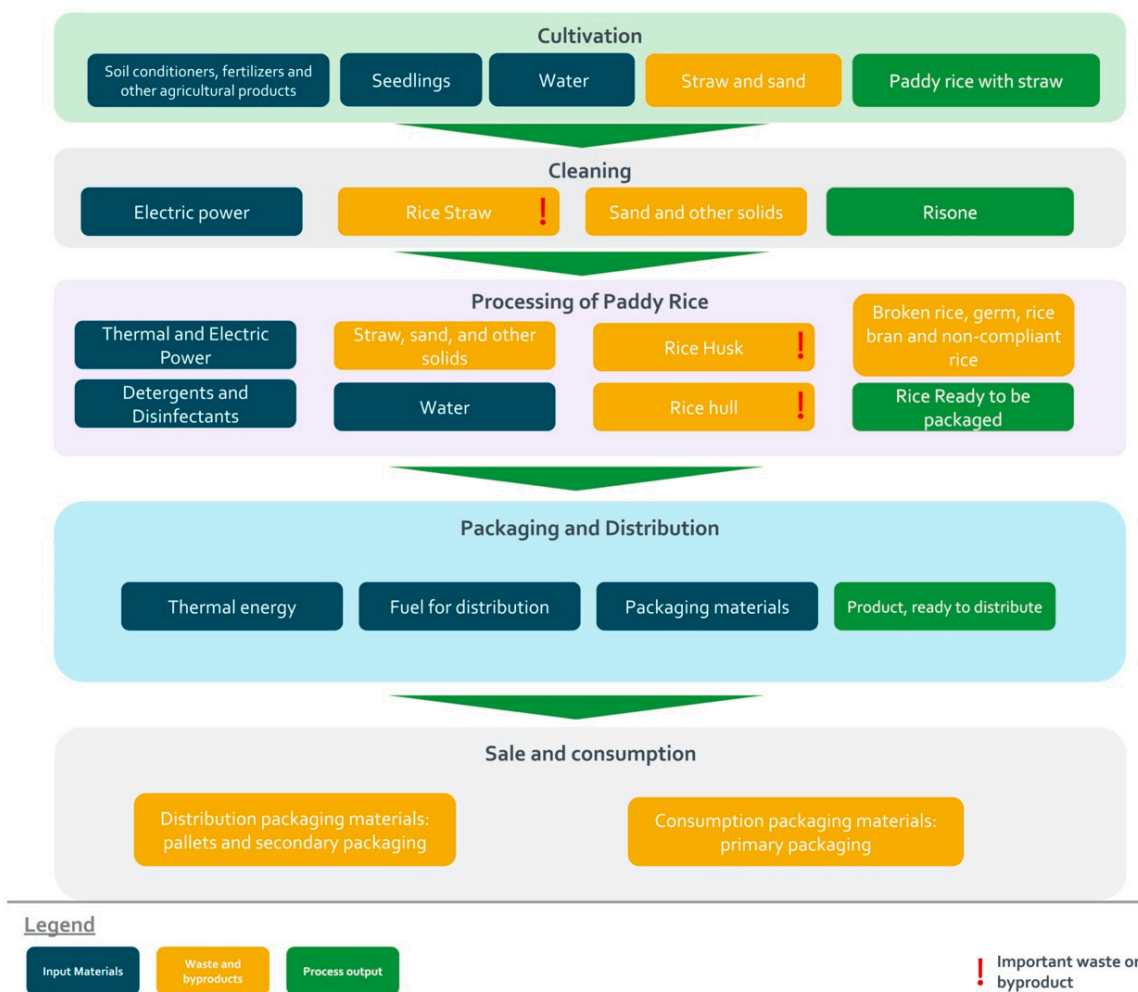 Cultivation
Soil conditioners, fertilizers and
other agricultural products
Seedlings
Water
Straw and sand
Paddy rice with straw
Cleaning
Electric power
Rice Straw !
Sand and other solids
Risone
Processing of Paddy Rice
Thermal and Electric
Power
Straw, sand, and other
solids
Rice Husk !
Broken rice, germ, rice
bran and non-compliant
rice
Detergents and
Disinfectants
Water
Rice hull !
Rice Ready to be
packaged
Packaging and Distribution
Thermal energy
Fuel for distribution
Packaging materials
Product, ready to distribute
Sale and consumption
Distribution packaging materials:
pallets and secondary packaging
Consumption packaging materials:
primary packaging
Legend
Input Materials
Waste and
byproducts
Process output
! Important waste or
byproduct